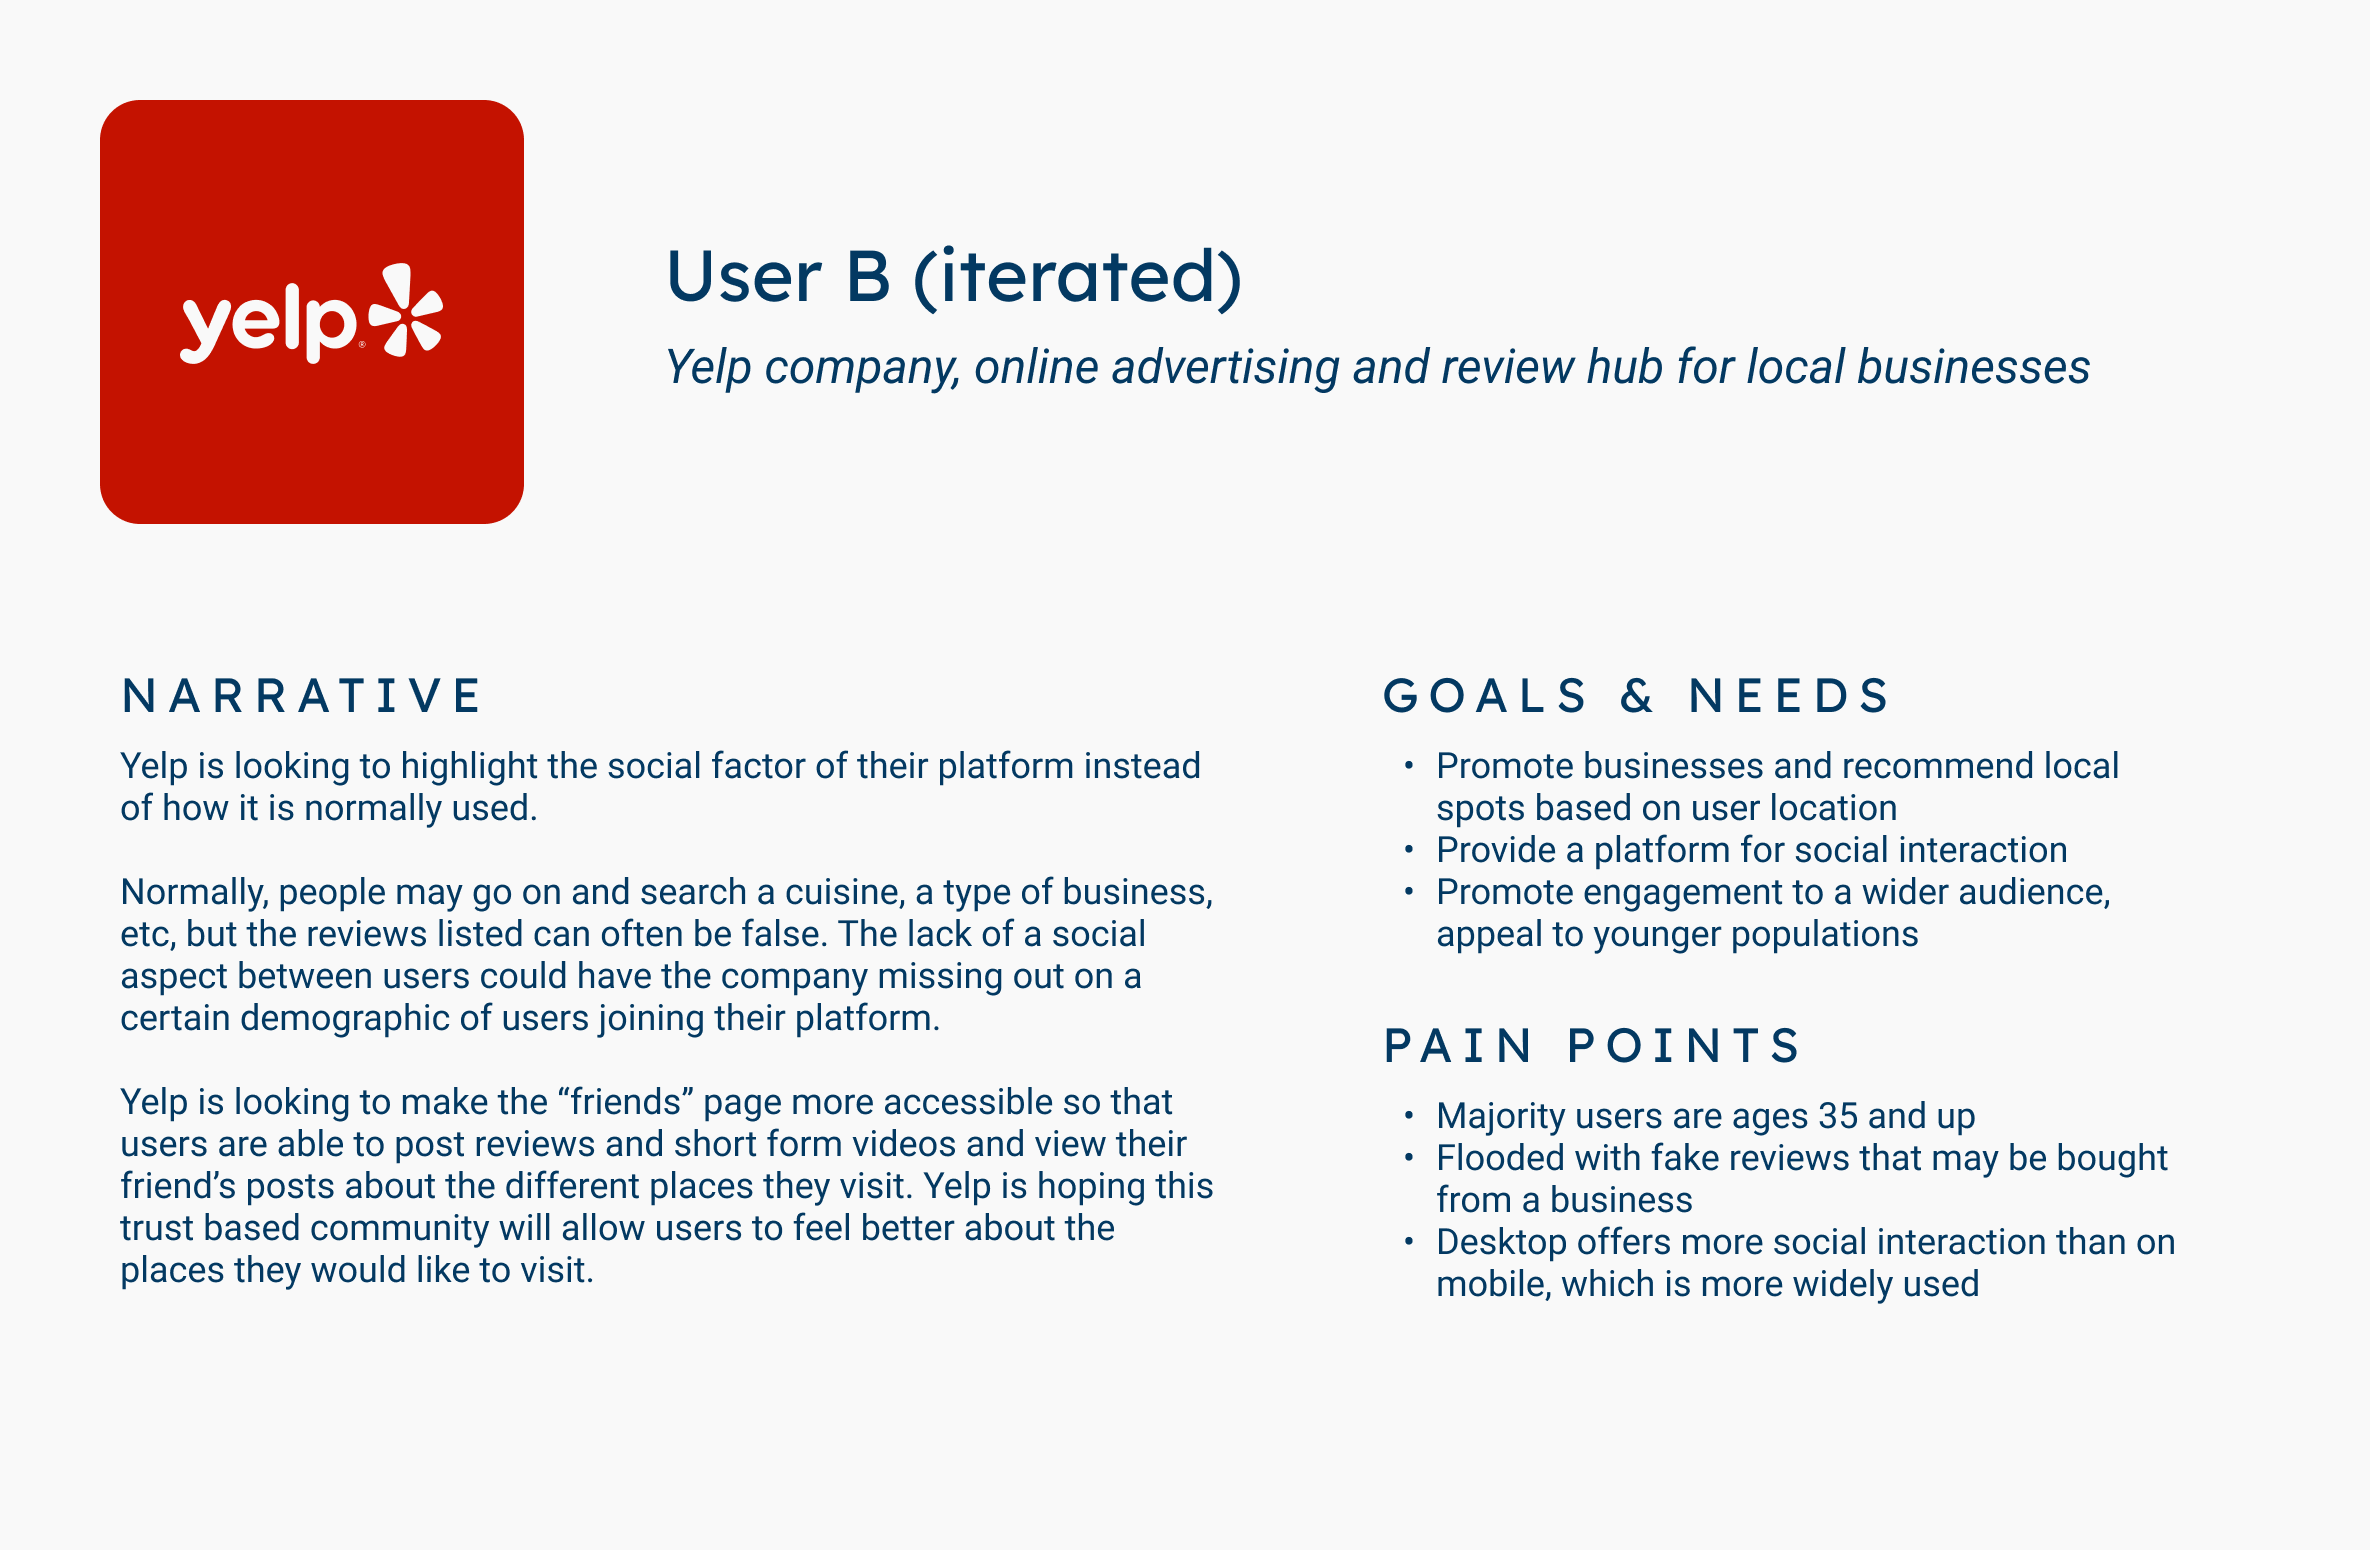 yelp®
User B (iterated)
Yelp company, online advertising and review hub for local businesses
NARRATIVE
Yelp is looking to highlight the social factor of their platform instead
of how it is normally used.
Normally, people may go on and search a cuisine, a type of business,
etc, but the reviews listed can often be false. The lack of a social
aspect between users could have the company missing out on a
certain demographic of users joining their platform.
Yelp is looking to make the “friends” page more accessible so that
users are able to post reviews and short form videos and view their
friend’s posts about the different places they visit. Yelp is hoping this
trust based community will allow users to feel better about the
places they would like to visit.
GOALS & NEEDS
• Promote businesses and recommend local
spots based on user location
• Provide a platform for social interaction
• Promote engagement to a wider audience,
appeal to younger populations
PAIN POINTS
• Majority users are ages 35 and up
• Flooded with fake reviews that may be bought
from a business
• Desktop offers more social interaction than on
mobile, which is more widely used